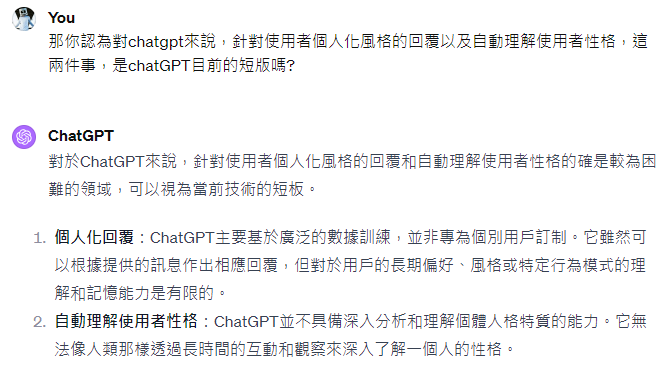 You
那你認為對chatgpt來說，針對使用者個人化風格的回覆以及自動理解使用者性格，這
兩件事，是chatGPT目前的短版嗎?
ChatGPT
對於ChatGPT來說，針對使用者個人化風格的回覆和自動理解使用者性格的確是較為困
難的領域，可以視為當前技術的短板。
1. 個人化回覆：ChatGPT主要基於廣泛的數據訓練，並非專為個別用戶訂制。它雖然可
以根據提供的訊息作出相應回覆，但對於用戶的長期偏好、風格或特定行為模式的理
解和記憶能力是有限的。
2. 自動理解使用者性格：ChatGPT並不具備深入分析和理解個體人格特質的能力。它無
法像人類那樣透過長時間的互動和觀察來深入了解一個人的性格。